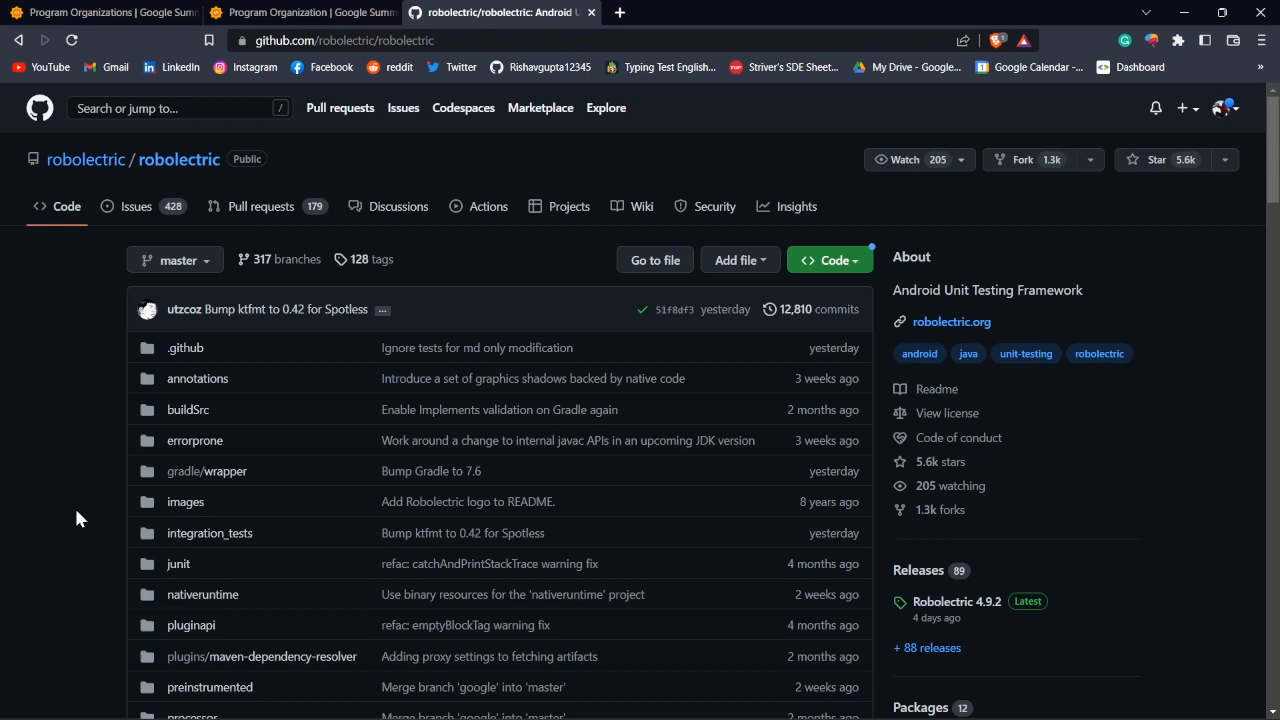 Program Organizations | Google Sum
Program Organization | Google Summ
robolectric/robolectric: Android U
github.com/robolectric/robolectric
YouTube
Gmail
LinkedIn
Instagram
Facebook
reddit
Twitter
Rishavgupta12345
Typing Test English...
Striver's SDE Sheet...
My Drive - Google...
Google Calendar -...
Dashboard
»
Search or jump to...
/
Pull requests
Issues
Codespaces
Marketplace
Explore
robolectric / robolectric
Public
Watch 205
Fork 1.3k
Star 5.6k
Code
Issues 428
Pull requests 179
Discussions
Actions
Projects
Wiki
Security
Insights
master
317 branches
128 tags
Go to file
Add file
Code
utzcoz Bump ktfmt to 0.42 for Spotless ...
51f8df3 yesterday
12,810 commits
.github Ignore tests for md only modification yesterday
annotations Introduce a set of graphics shadows backed by native code 3 weeks ago
buildSrc Enable Implements validation on Gradle again 2 months ago
errorprone Work around a change to internal javac APIs in an upcoming JDK version 3 weeks ago
gradle/wrapper Bump Gradle to 7.6 yesterday
images Add Robolectric logo to README. 8 years ago
integration_tests Bump ktfmt to 0.42 for Spotless yesterday
junit refac: catchAndPrintStackTrace warning fix 4 months ago
nativeruntime Use binary resources for the 'nativeruntime' project 2 weeks ago
pluginapi refac: emptyBlockTag warning fix 4 months ago
plugins/maven-dependency-resolver Adding proxy settings to fetching artifacts 2 months ago
preinstrumented Merge branch 'google' into 'master' 2 weeks ago
processor Merge branch 'google' into 'master' 2 months ago
About
Android Unit Testing Framework
robolectric.org
android java unit-testing robolectric
Readme
View license
Code of conduct
5.6k stars
205 watching
1.3k forks
Releases 89
Robolectric 4.9.2 Latest
4 days ago
+ 88 releases
Packages 12